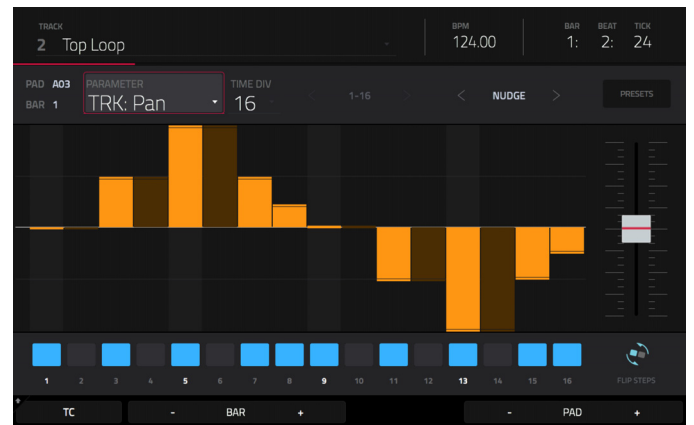 TRACK
2 Top Loop
BPM
124.00
BAR BEAT TICK
1: 2: 24
PAD A03
BAR 1
PARAMETER
TRK: Pan
TIME DIV
16
1-16
< NUDGE >
PRESETS
1 2 3 4 5 6 7 8 9 10 11 12 13 14 15 16
FLIP STEPS
TC - BAR + - PAD +